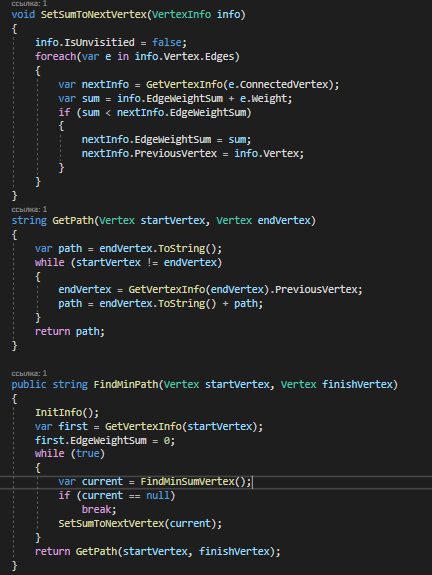 ссылка: 1
void SetSumToNextVertex(VertexInfo info)
{
    info.IsUnvisitied = false;
    foreach(var e in info.Vertex.Edges)
    {
        var nextInfo = GetVertexInfo(e.ConnectedVertex);
        var sum = info.EdgeWeightSum + e.Weight;
        if (sum < nextInfo.EdgeWeightSum)
        {
            nextInfo.EdgeWeightSum = sum;
            nextInfo.PreviousVertex = info.Vertex;
        }
    }
}
ссылка: 1
string GetPath(Vertex startVertex, Vertex endVertex)
{
    var path = endVertex.ToString();
    while (startVertex != endVertex)
    {
        endVertex = GetVertexInfo(endVertex).PreviousVertex;
        path = endVertex.ToString() + path;
    }
    return path;
}
ссылка: 1
public string FindMinPath(Vertex startVertex, Vertex finishVertex)
{
    InitInfo();
    var first = GetVertexInfo(startVertex);
    first.EdgeWeightSum = 0;
    while (true)
    {
        var current = FindMinSumVertex();
        if (current == null)
            break;
        SetSumToNextVertex(current);
    }
    return GetPath(startVertex, finishVertex);
}